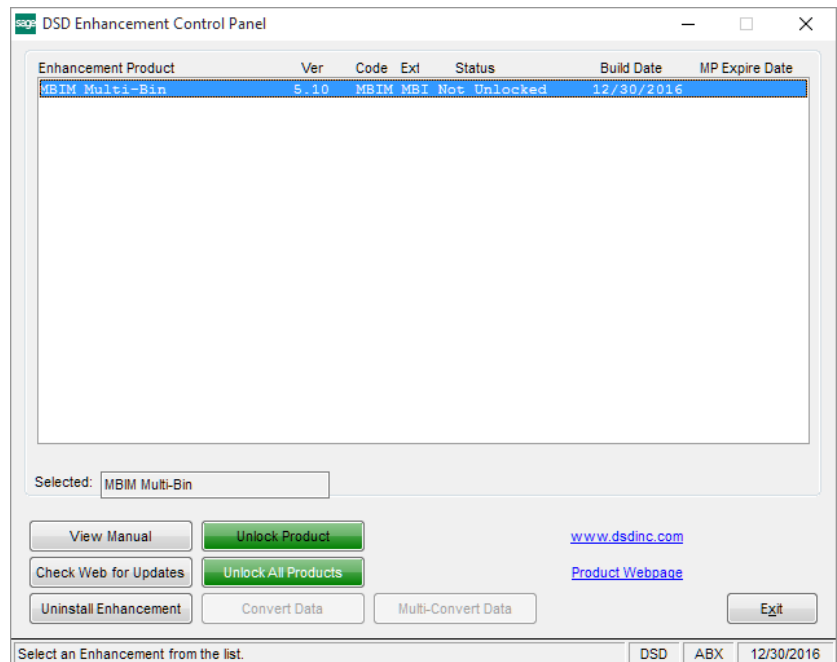 sage DSD Enhancement Control Panel
Enhancement Product Ver Code Ext Status Build Date MP Expire Date
MBIM Multi-Bin 5.10 MBIM MBI Not Unlocked 12/30/2016
Selected: MBIM Multi-Bin
View Manual Unlock Product www.dsdinc.com
Check Web for Updates Unlock All Products Product Webpage
Uninstall Enhancement Convert Data Multi-Convert Data Exit
Select an Enhancement from the list. DSD ABX 12/30/2016